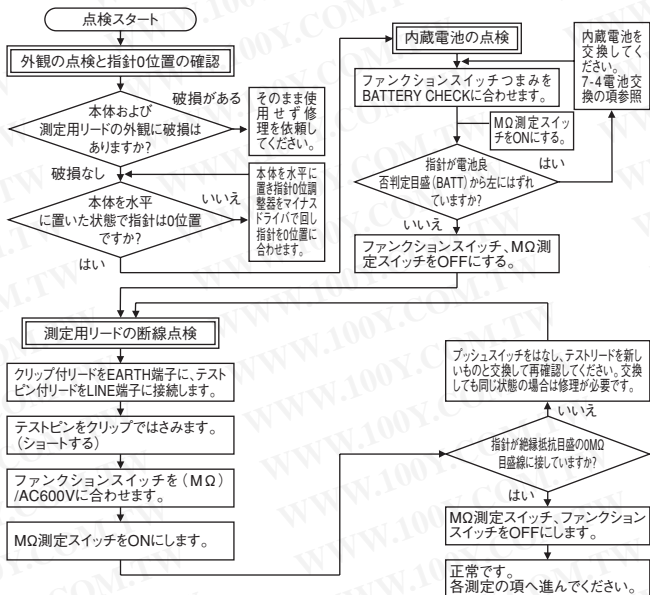 点検スタート
外観の点検と指針0位置の確認
本体および
測定用リードの外観に破損は
ありますか?
破損がある
そのまま使
用せず修
理を依頼し
てください。
破損なし
本体を水平
に置いた状態で指針は0位置
ですか?
いいえ
本体を水平に
置き指針0位調
整器をマイナス
ドライバで回し
指針を0位置に
合わせます。
はい
内蔵電池の点検
ファンクションスイッチつまみを
BATTERY CHECKに合わせます。
MΩ測定スイッ
チをONにする。
指針が電池良
否判定目盛(BATT)から左にはずれ
ていますか?
はい
内蔵電池を
交換してく
ださい。
7-4電池交
換の項参照
いいえ
ファンクションスイッチ、MΩ測
定スイッチをOFFにする。
測定用リードの断線点検
クリップ付リードをEARTH端子に、テスト
ピン付リードをLINE端子に接続します。
テストピンをクリップではさみます。
(ショートする)
ファンクションスイッチを(MΩ)
/AC600Vに合わせます。
MΩ測定スイッチをONにします。
プッシュスイッチをはなし、テストリードを新し
いものと交換して再確認してください。交換
しても同じ状態の場合は修理が必要です。
いいえ
指針が絶縁抵抗目盛の0MΩ
目盛線に接していますか?
はい
MΩ測定スイッチ、ファンクション
スイッチをOFFにします。
正常です。
各測定の項へ進んでください。
WWW.100Y.COM.TW